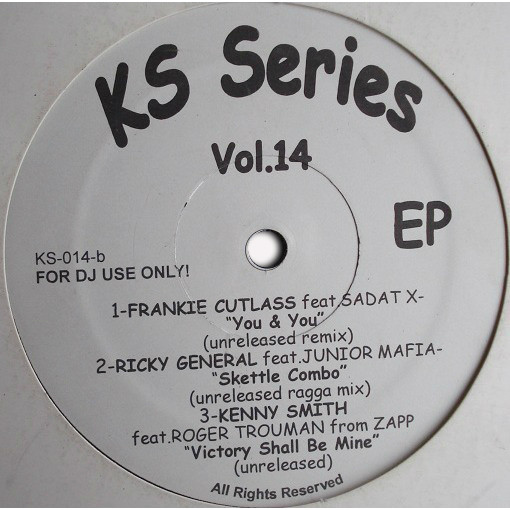 KS Series
Vol.14
EP
KS-014-b
FOR DJ USE ONLY!
1-FRANKIE CUTLASS feat.SADAT X-
"You & You"
(unreleased remix)
2-RICKY GENERAL feat.JUNIOR MAFIA-
"Skettle Combo"
(unreleased ragga mix)
3-KENNY SMITH
feat.ROGER TROUMAN from ZAPP
"Victory Shall Be Mine"
(unreleased)
All Rights Reserved